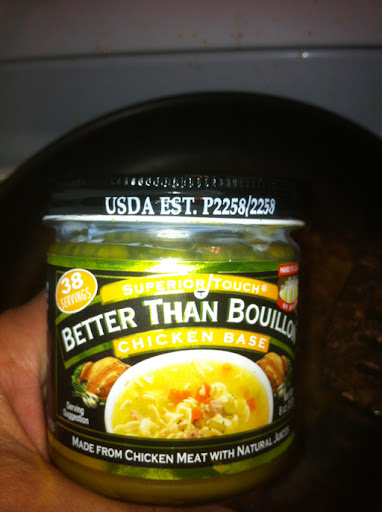 USDA EST. P2258/2258
38
SERVINGS
SUPERIOR TOUCH®
BETTER THAN BOUILLON
CHICKEN BASE
Serving
Suggestion
MADE FROM CHICKEN MEAT WITH NATURAL JUICES